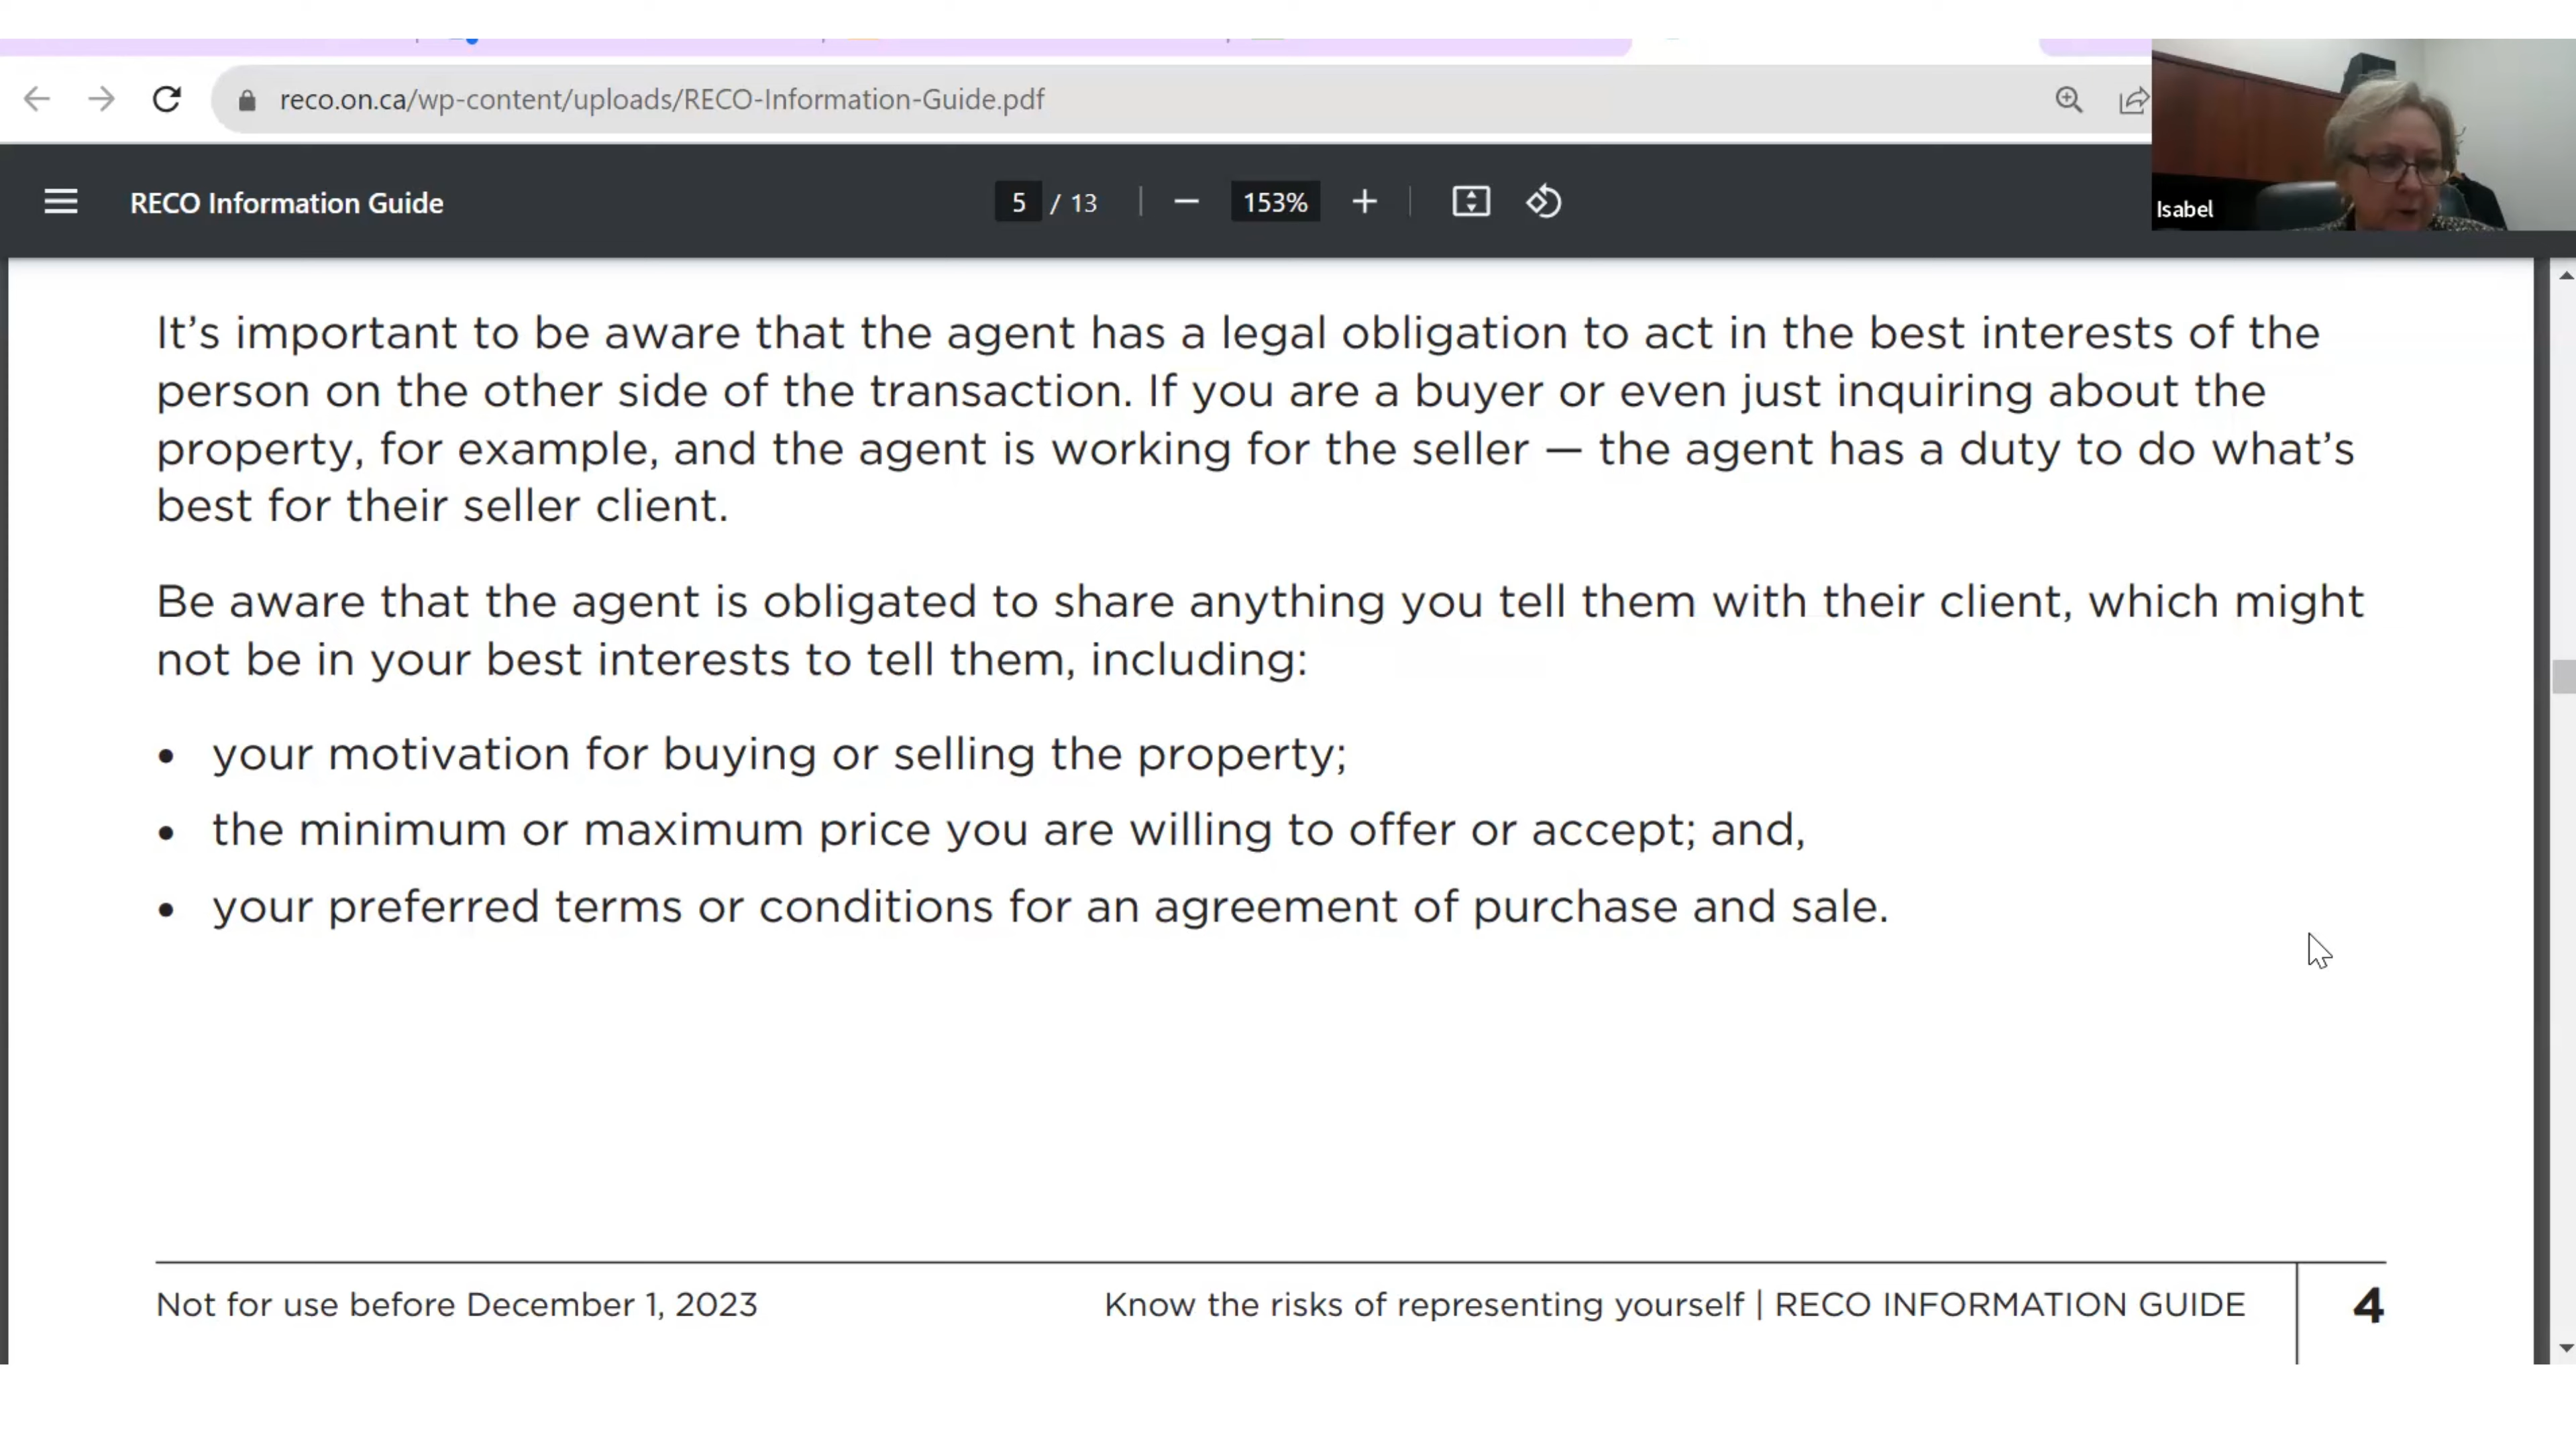 reco.on.ca/wp-content/uploads/RECO-Information-Guide.pdf
RECO Information Guide
5 / 13
153%
Isabel
It’s important to be aware that the agent has a legal obligation to act in the best interests of the
person on the other side of the transaction. If you are a buyer or even just inquiring about the
property, for example, and the agent is working for the seller — the agent has a duty to do what’s
best for their seller client.
Be aware that the agent is obligated to share anything you tell them with their client, which might
not be in your best interests to tell them, including:
• your motivation for buying or selling the property;
• the minimum or maximum price you are willing to offer or accept; and,
• your preferred terms or conditions for an agreement of purchase and sale.
Not for use before December 1, 2023
Know the risks of representing yourself | RECO INFORMATION GUIDE
4